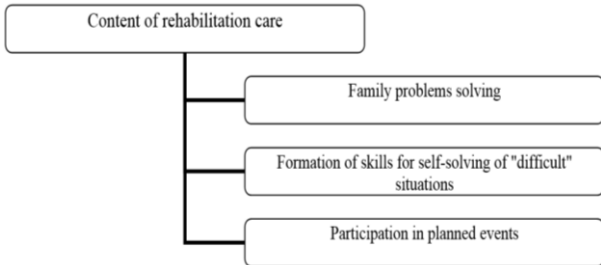 Content of rehabilitation care
Family problems solving
Formation of skills for self-solving of "difficult"
situations
Participation in planned events